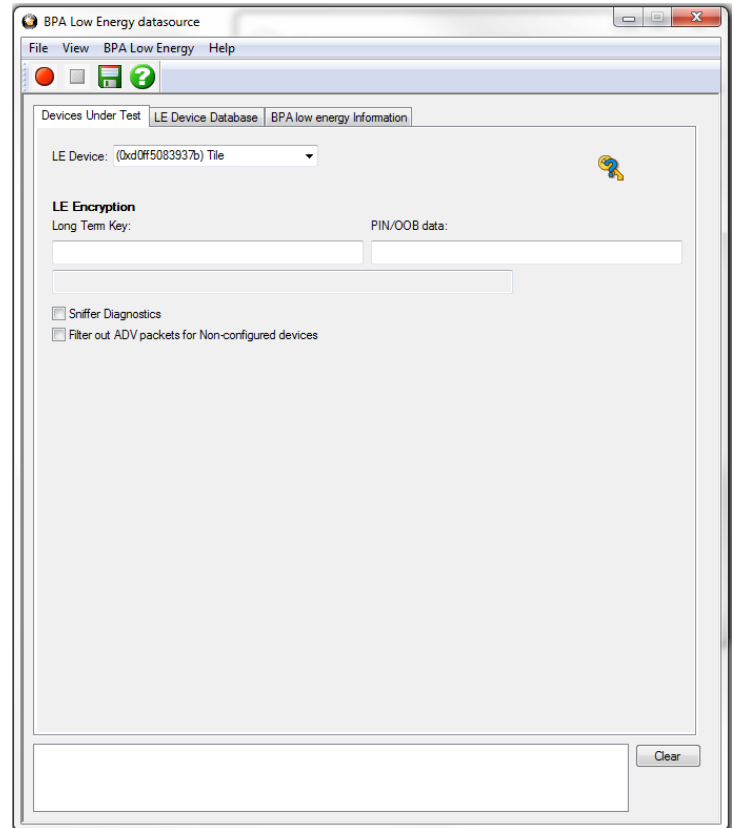 BPA Low Energy datasource
File View BPA Low Energy Help
Devices Under Test LE Device Database BPA low energy Information
LE Device: (0xd0ff5083937b) Tile
LE Encryption
Long Term Key: PIN/OOB data:
Sniffer Diagnostics
Filter out ADV packets for Non-configured devices
Clear